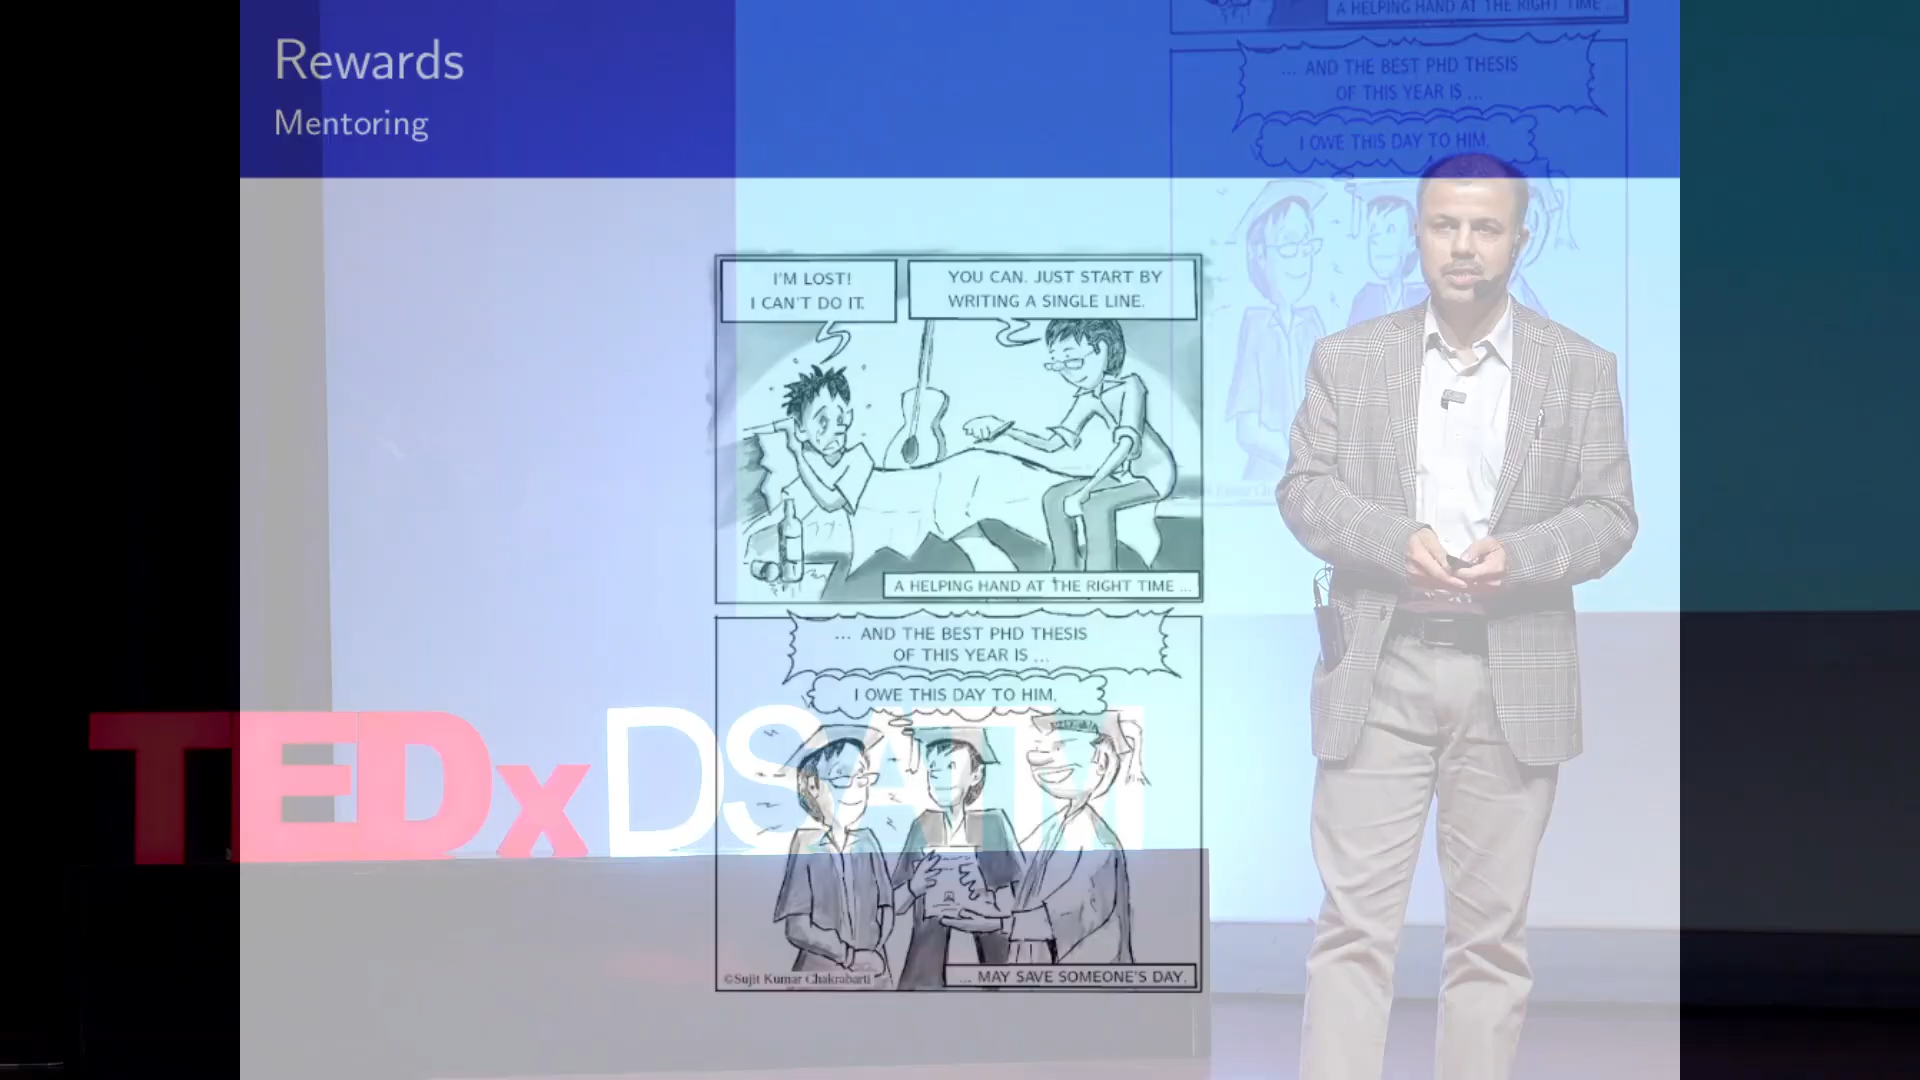 Rewards
Mentoring
A HELPING HAND AT THE RIGHT TIME ...
... AND THE BEST PHD THESIS
OF THIS YEAR IS ...
I OWE THIS DAY TO HIM.
I'M LOST!
I CAN'T DO IT.
YOU CAN. JUST START BY
WRITING A SINGLE LINE.
A HELPING HAND AT THE RIGHT TIME ...
... AND THE BEST PHD THESIS
OF THIS YEAR IS ...
I OWE THIS DAY TO HIM.
TEDxDSATM
©Sujit Kumar Chakrabarti
... MAY SAVE SOMEONE'S DAY.